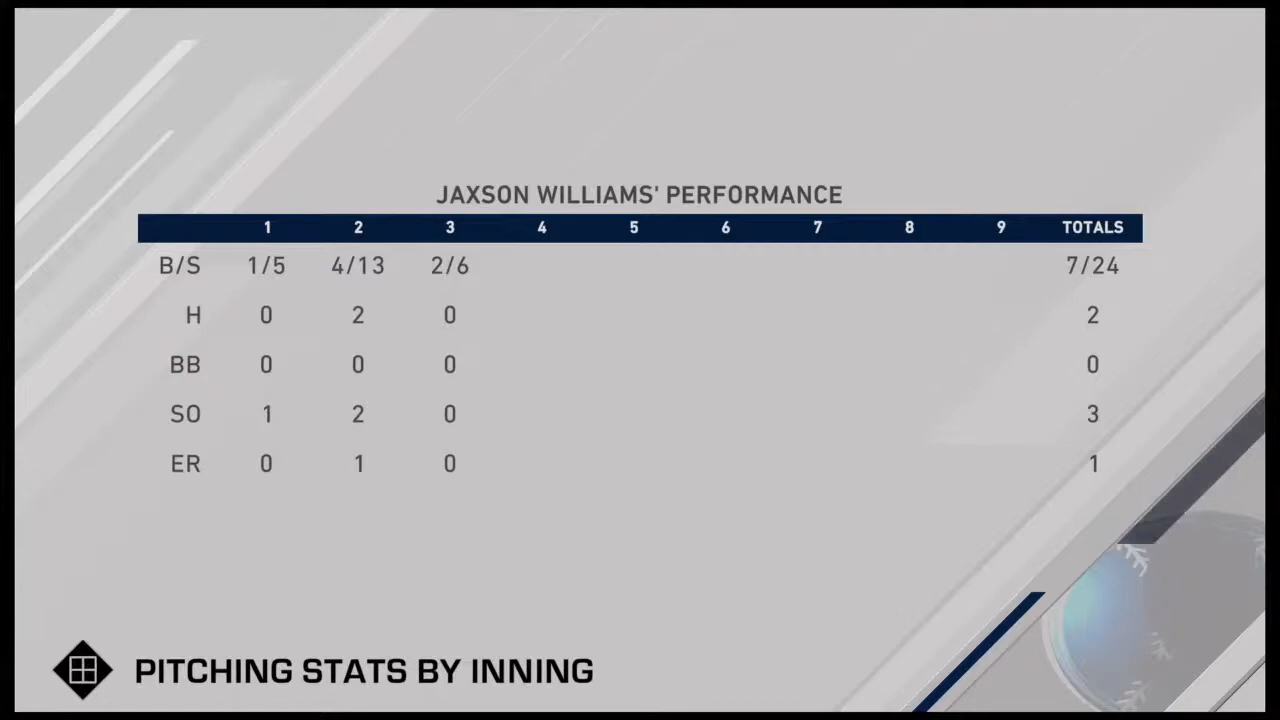 JAXSON WILLIAMS' PERFORMANCE
1 2 3 4 5 6 7 8 9 TOTALS
B/S 1/5 4/13 2/6 7/24
H 0 2 0 2
BB 0 0 0 0
SO 1 2 0 3
ER 0 1 0 1
PITCHING STATS BY INNING